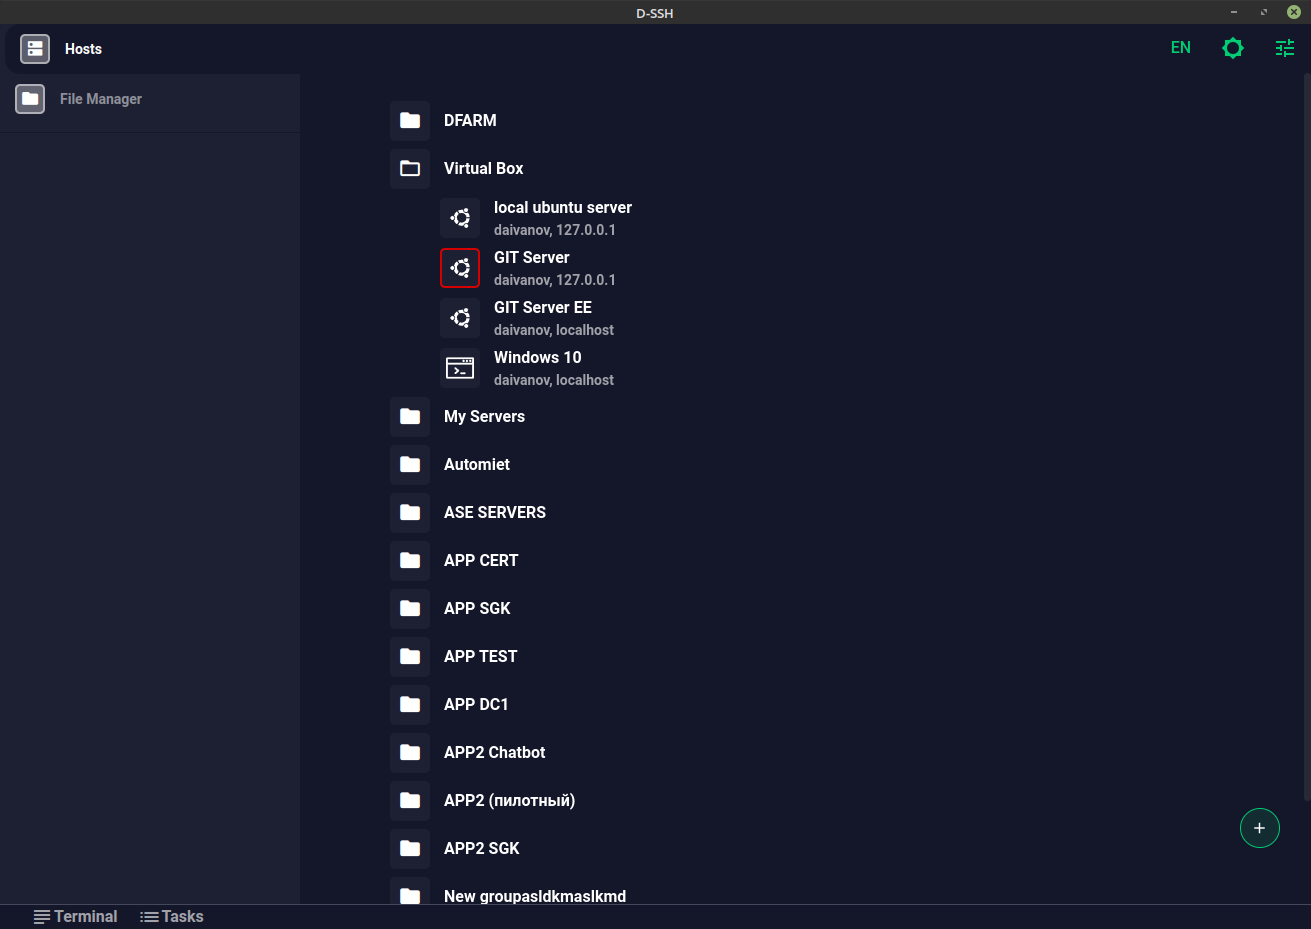 D-SSH
Hosts
EN
File Manager
DFARM
Virtual Box
local ubuntu server
daivanov, 127.0.0.1
GIT Server
daivanov, 127.0.0.1
GIT Server EE
daivanov, localhost
Windows 10
daivanov, localhost
My Servers
Automiet
ASE SERVERS
APP CERT
APP SGK
APP TEST
APP DC1
APP2 Chatbot
APP2 (пилотный)
APP2 SGK
New groupasldkmaslkmd
Terminal
Tasks